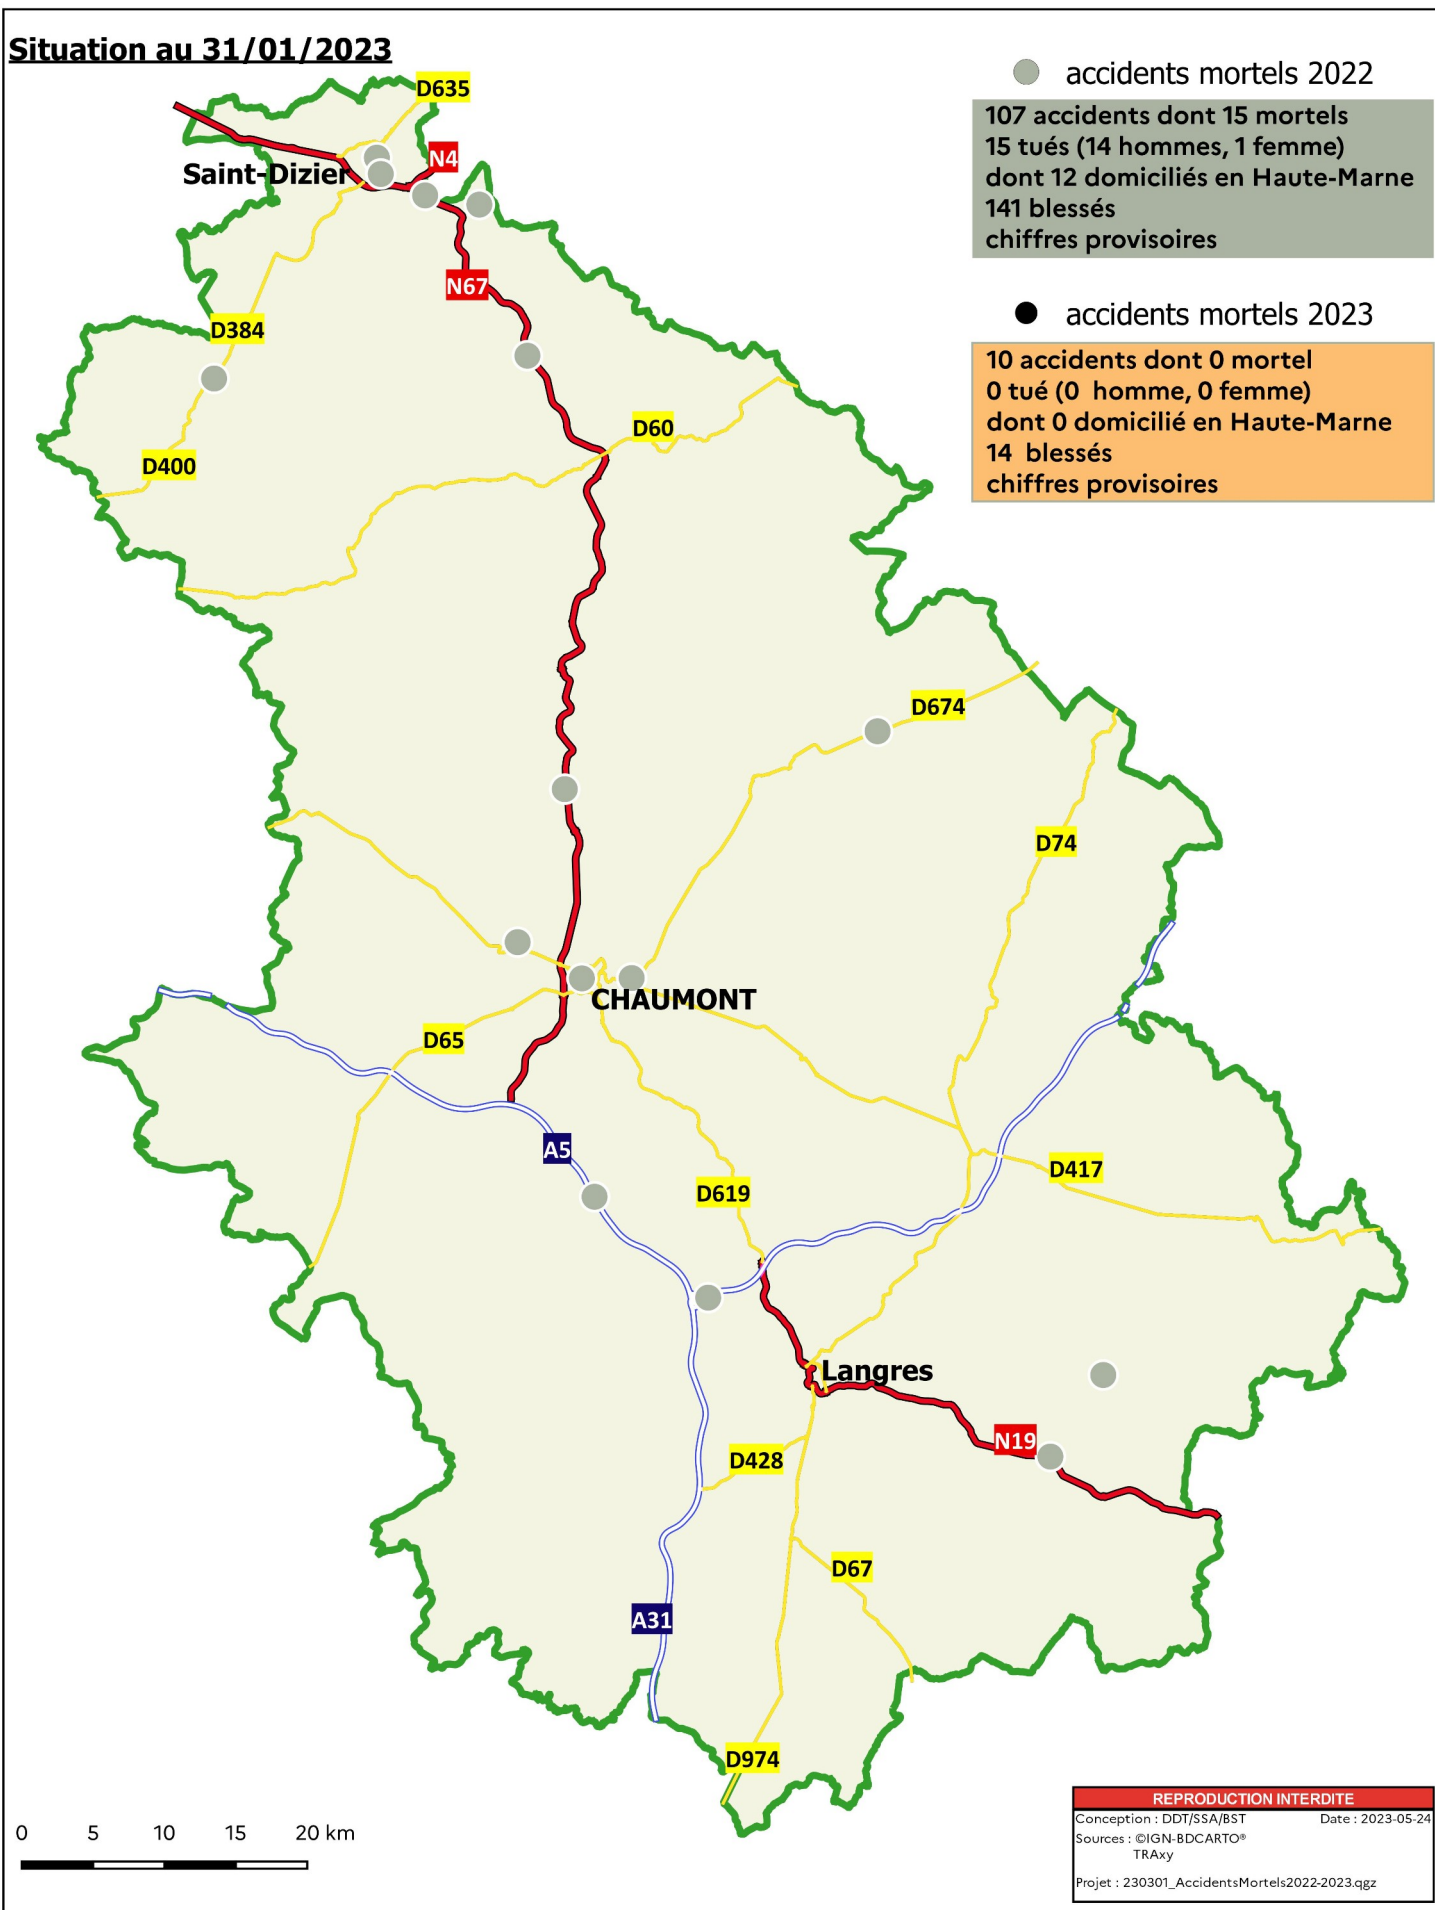 Situation au 31/01/2023
accidents mortels 2022
107 accidents dont 15 mortels
15 tués (14 hommes, 1 femme)
dont 12 domiciliés en Haute-Marne
141 blessés
chiffres provisoires
accidents mortels 2023
10 accidents dont 0 mortel
0 tué (0  homme, 0 femme)
dont 0 domicilié en Haute-Marne
14  blessés
chiffres provisoires
D635
N4
Saint-Dizier
N67
D384
D60
D400
D674
D74
CHAUMONT
D65
A5
D417
D619
Langres
N19
D428
D67
A31
D974
0 5 10 15 20 km
REPRODUCTION INTERDITE
Conception : DDT/SSA/BST Date : 2023-05-24
Sources : ©IGN-BDCARTO®
TRAxy
Projet : 230301_AccidentsMortels2022-2023.qgz